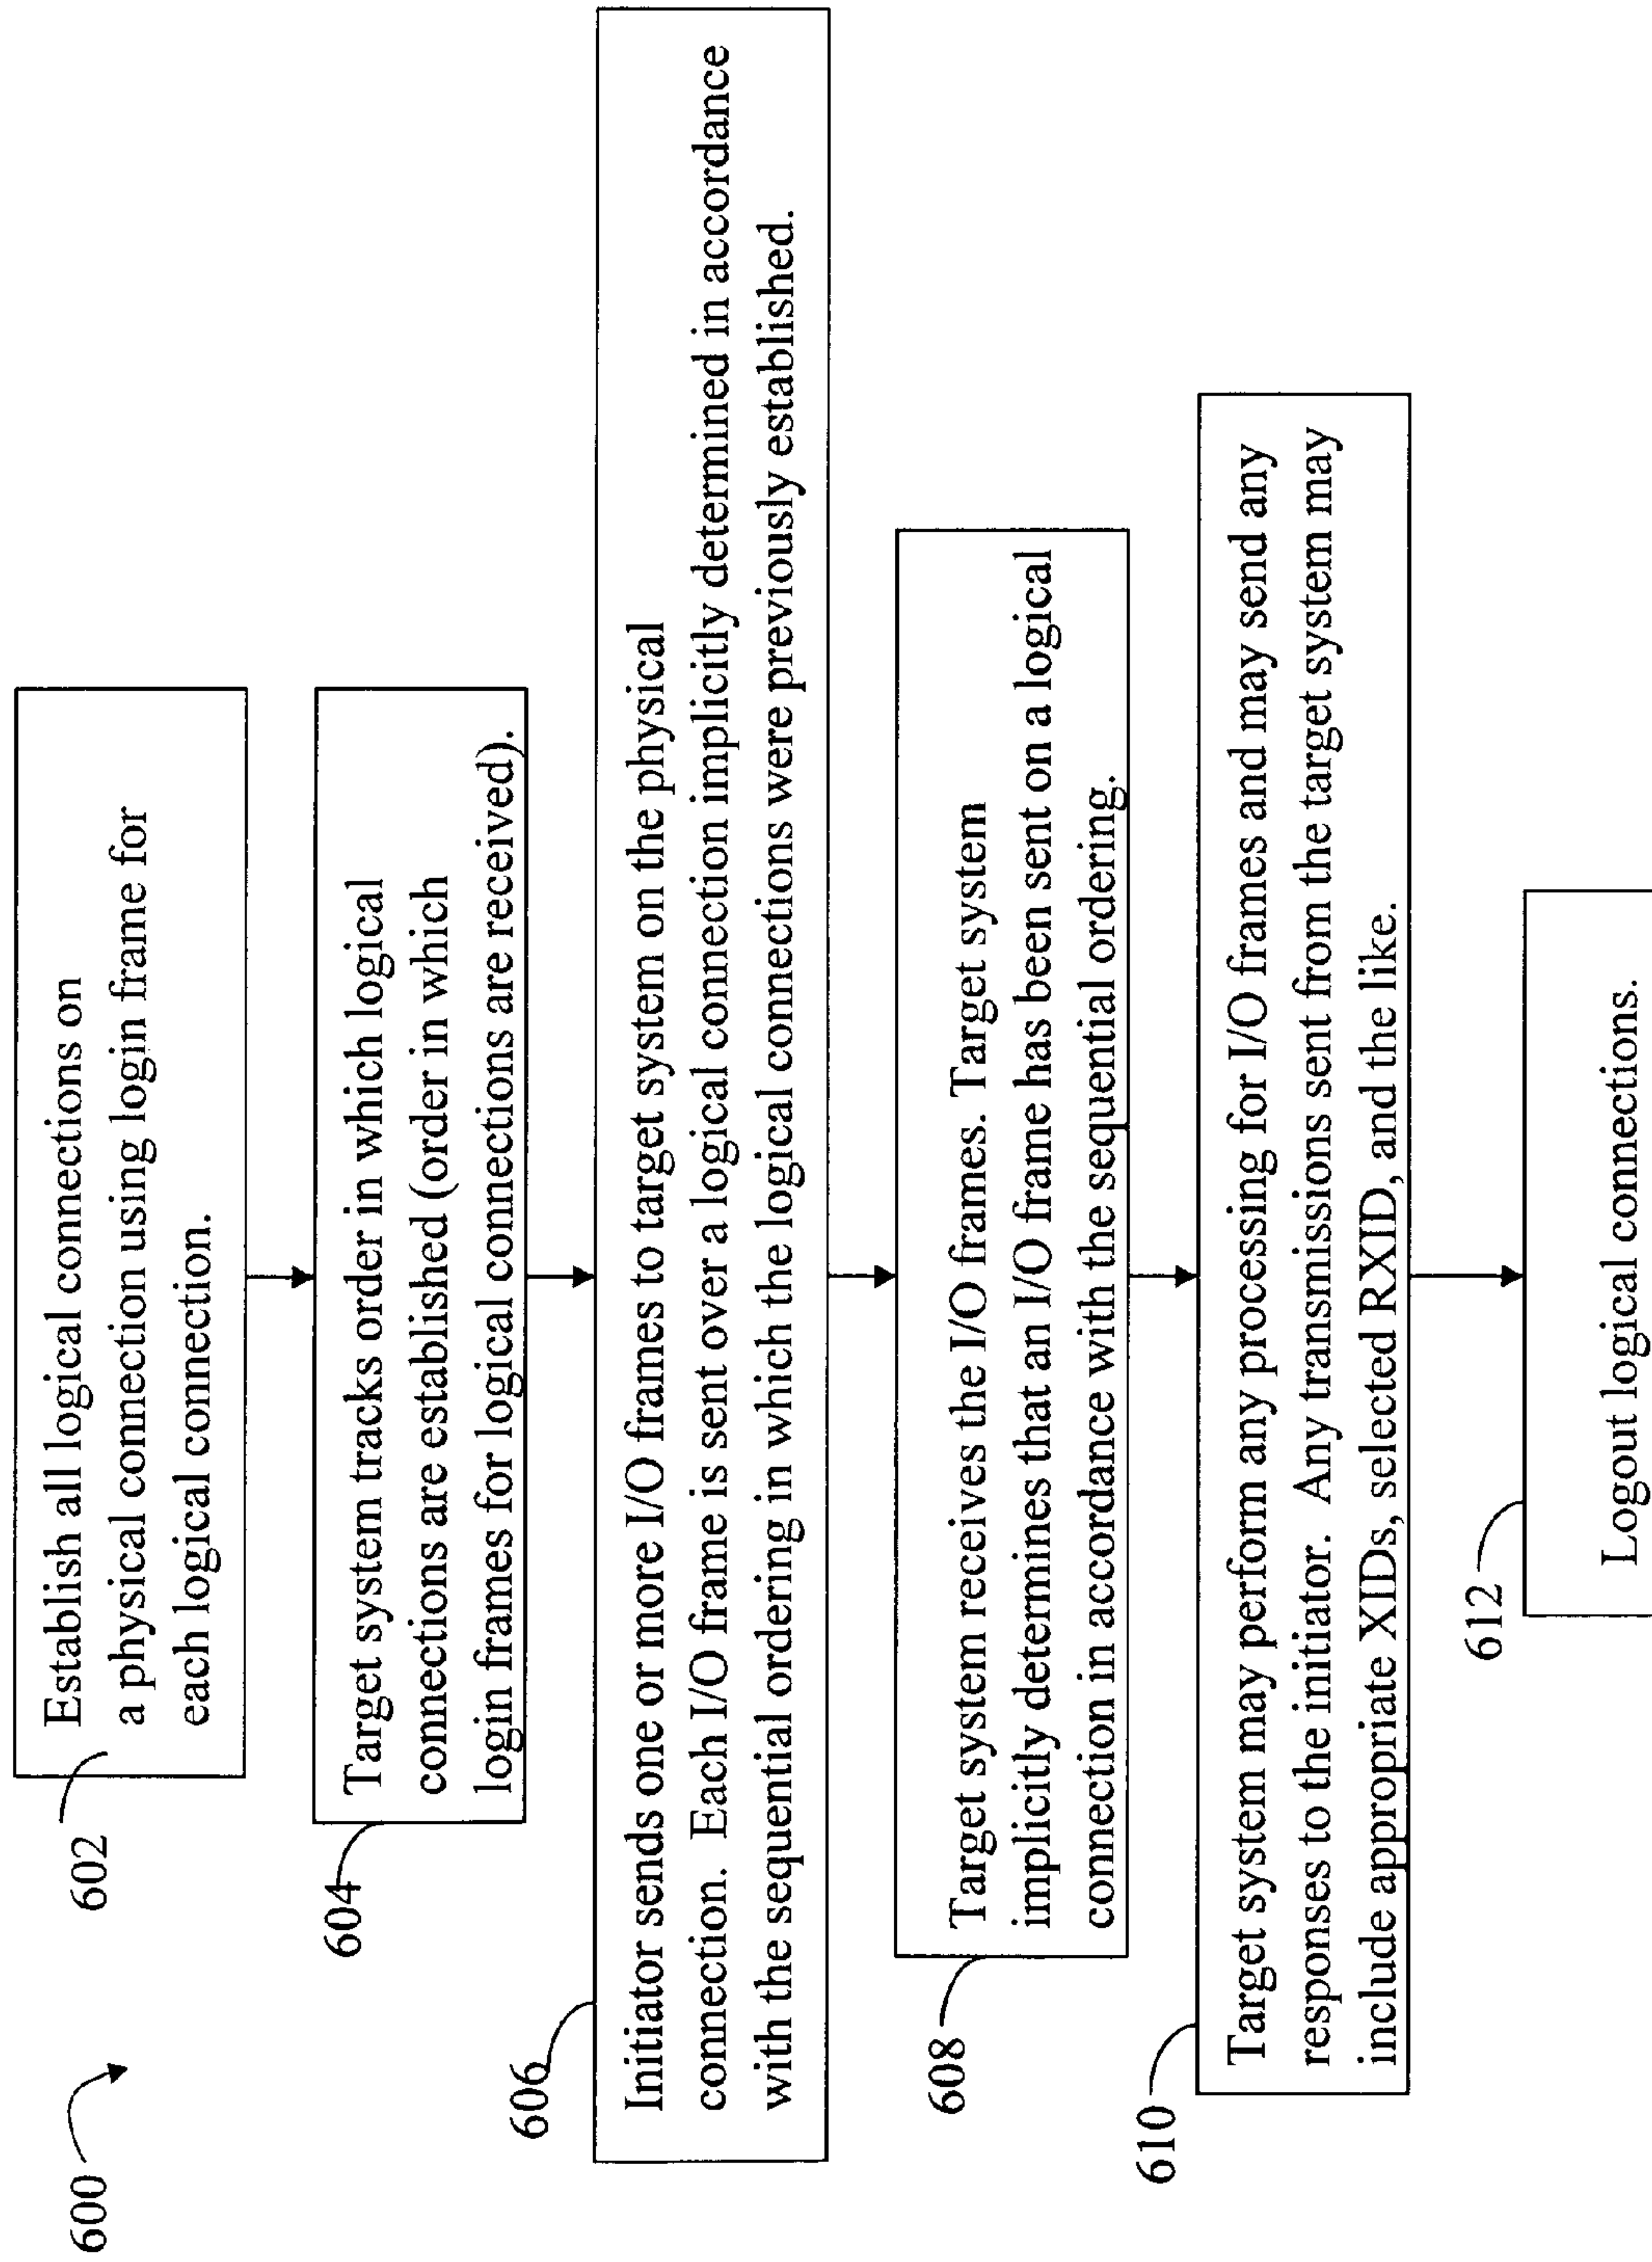 600
602
Establish all logical connections on
a physical connection using login frame for
each logical connection.
604
Target system tracks order in which logical
connections are established (order in which
login frames for logical connections are received).
606
Initiator sends one or more I/O frames to target system on the physical
connection. Each I/O frame is sent over a logical connection implicitly determined in accordance
with the sequential ordering in which the logical connections were previously established.
608
Target system receives the I/O frames. Target system
implicitly determines that an I/O frame has been sent on a logical
connection in accordance with the sequential ordering.
610
Target system may perform any processing for I/O frames and may send any
responses to the initiator. Any transmissions sent from the target system may
include appropriate XIDs, selected RXID, and the like.
612
Logout logical connections.